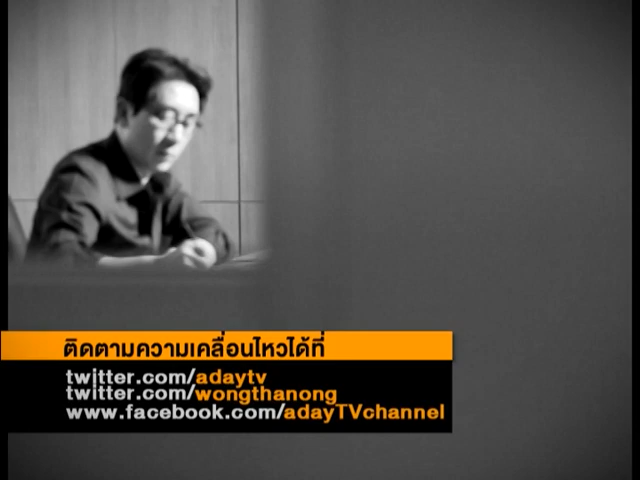 ติดตามความเคลื่อนไหวได้ที่
twitter.com/adaytv
twitter.com/wongthanong
www.facebook.com/adayTVchannel